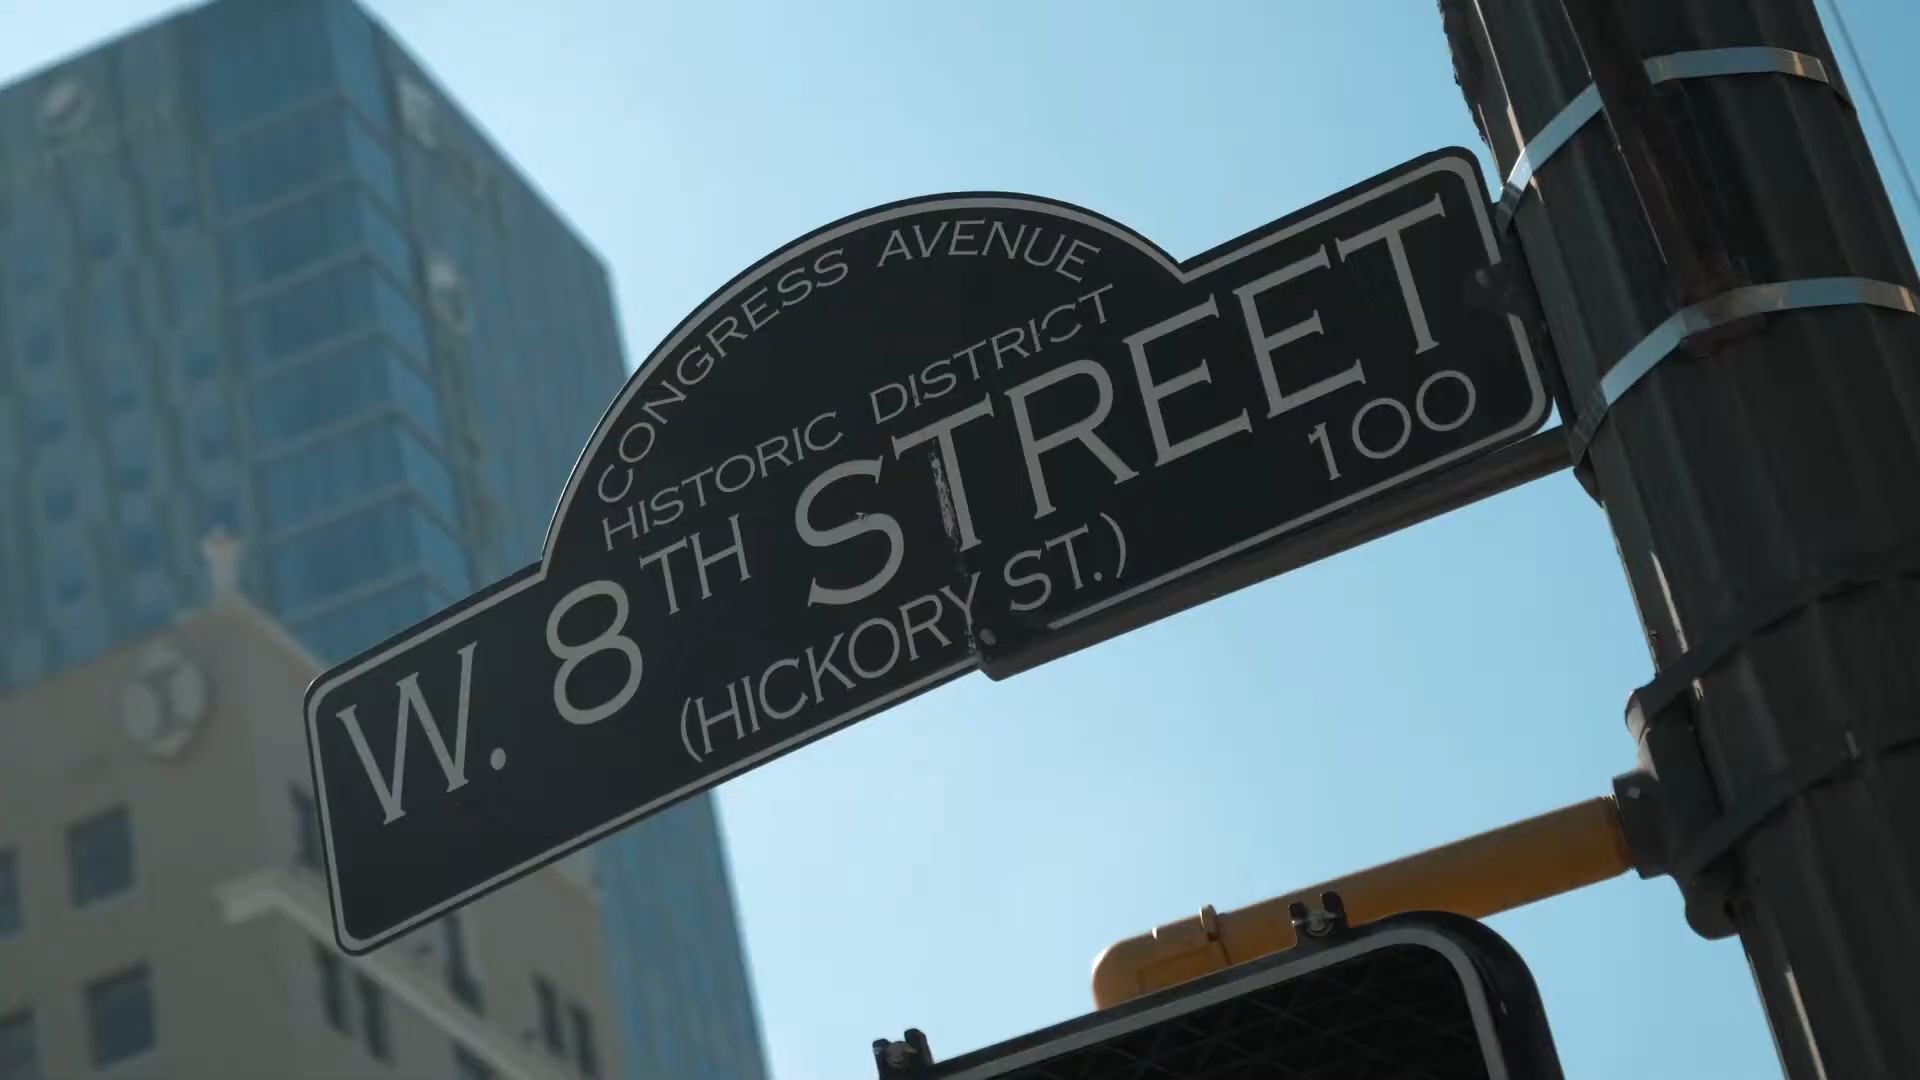 CONGRESS AVENUE
HISTORIC DISTRICT
W. 8TH STREET
100
(HICKORY ST.)